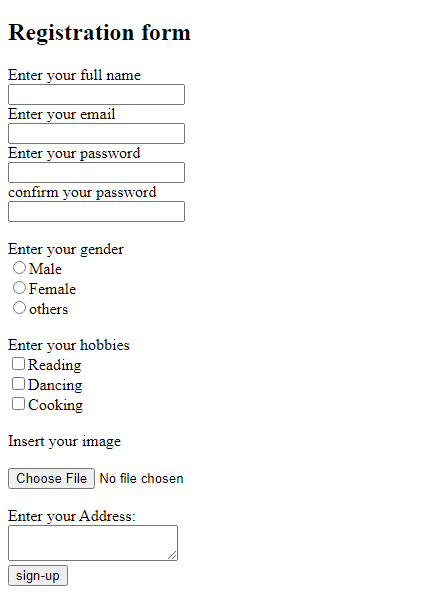 Registration form
Enter your full name
Enter your email
Enter your password
confirm your password
Enter your gender
Male
Female
others
Enter your hobbies
Reading
Dancing
Cooking
Insert your image
Choose File No file chosen
Enter your Address:
sign-up